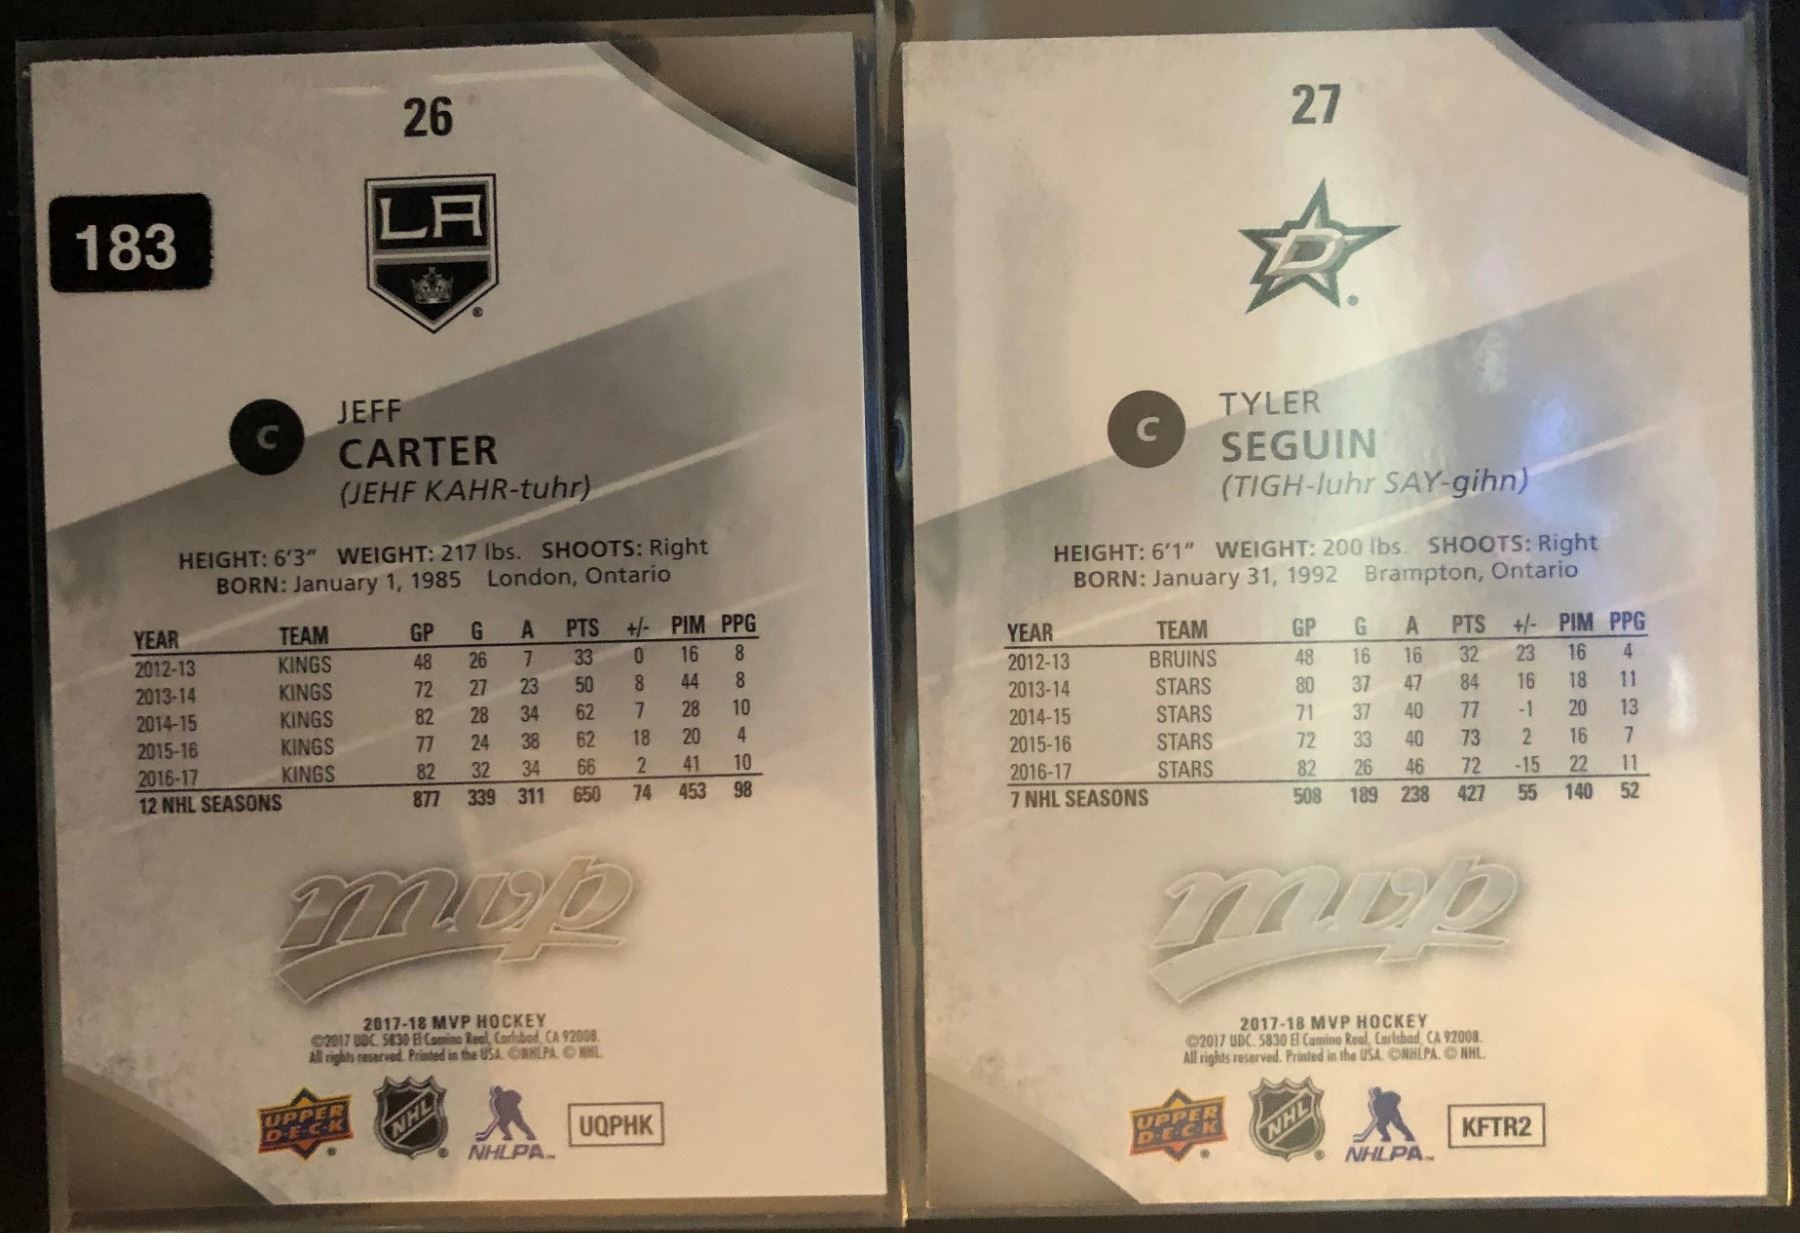 26
183
LA
C
JEFF
CARTER
(JEHF KAHR-tuhr)
HEIGHT: 6'3" WEIGHT: 217 lbs. SHOOTS: Right
BORN: January 1, 1985 London, Ontario
YEAR TEAM GP G A PTS +/- PIM PPG
2012-13 KINGS 48 26 7 33 0 16 8
2013-14 KINGS 72 27 23 50 8 44 8
2014-15 KINGS 82 28 34 62 7 28 10
2015-16 KINGS 77 24 38 62 18 20 4
2016-17 KINGS 82 32 34 66 2 41 10
12 NHL SEASONS 877 339 311 650 74 453 98
mvp
2017-18 MVP HOCKEY
©2017 UDC. 5830 El Camino Real, Carlsbad, CA 92008.
All rights reserved. Printed in the USA. ©NHLPA. © NHL.
UPPER
D·E·C·K
NHL
NHLPA™
UQPHK
27
D
C
TYLER
SEGUIN
(TIGH-luhr SAY-gihn)
HEIGHT: 6'1" WEIGHT: 200 lbs. SHOOTS: Right
BORN: January 31, 1992 Brampton, Ontario
YEAR TEAM GP G A PTS +/- PIM PPG
2012-13 BRUINS 48 16 16 32 23 16 4
2013-14 STARS 80 37 47 84 16 18 11
2014-15 STARS 71 37 40 77 -1 20 13
2015-16 STARS 72 33 40 73 2 16 7
2016-17 STARS 82 26 46 72 -15 22 11
7 NHL SEASONS 508 189 238 427 55 140 52
mvp
2017-18 MVP HOCKEY
©2017 UDC. 5830 El Camino Real, Carlsbad, CA 92008.
All rights reserved. Printed in the USA. ©NHLPA. © NHL.
UPPER
D·E·C·K
NHL
NHLPA™
KFTR2